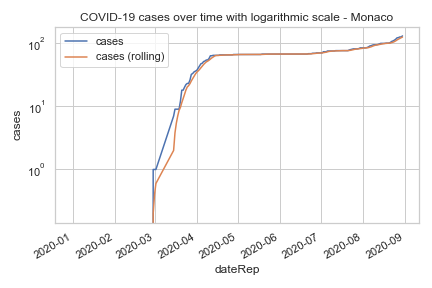 COVID-19 cases over time with logarithmic scale - Monaco
cases
cases (rolling)
10²
10¹
10⁰
cases
2020-01
2020-02
2020-03
2020-04
2020-05
2020-06
2020-07
2020-08
2020-09
dateRep